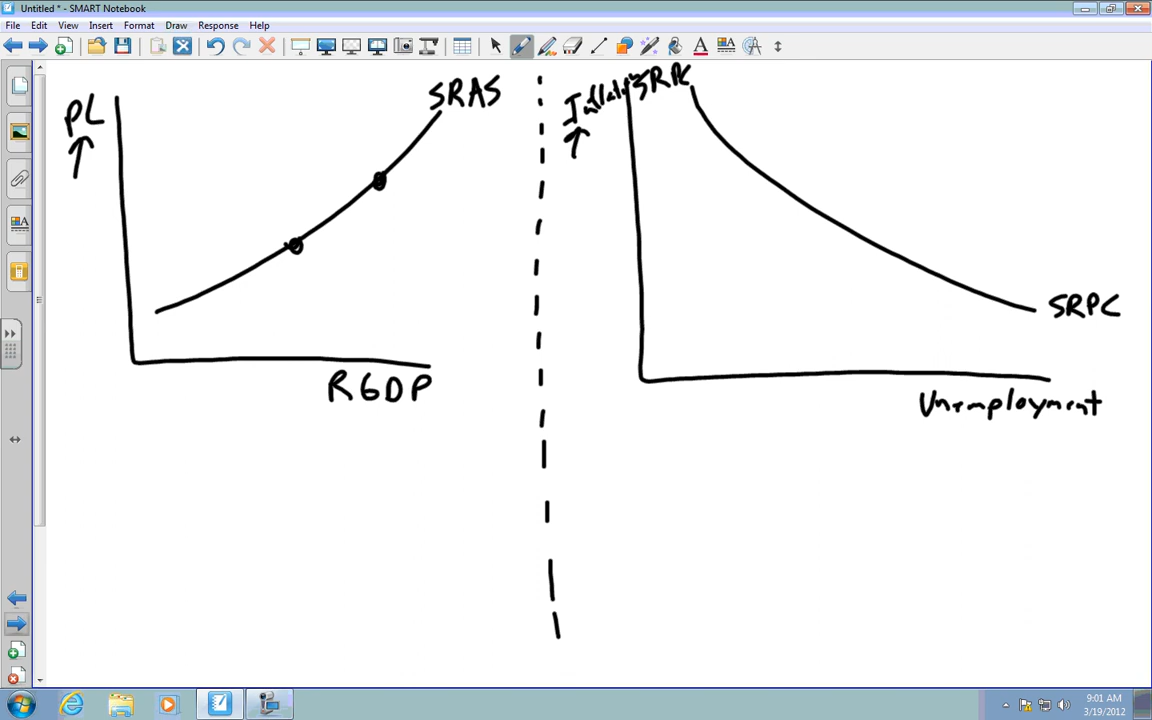 Untitled * - SMART Notebook
File Edit View Insert Format Draw Response Help
PL
SRAS
RGDP
SRPC
SRPC
Unemployment
9:01 AM
3/19/2012